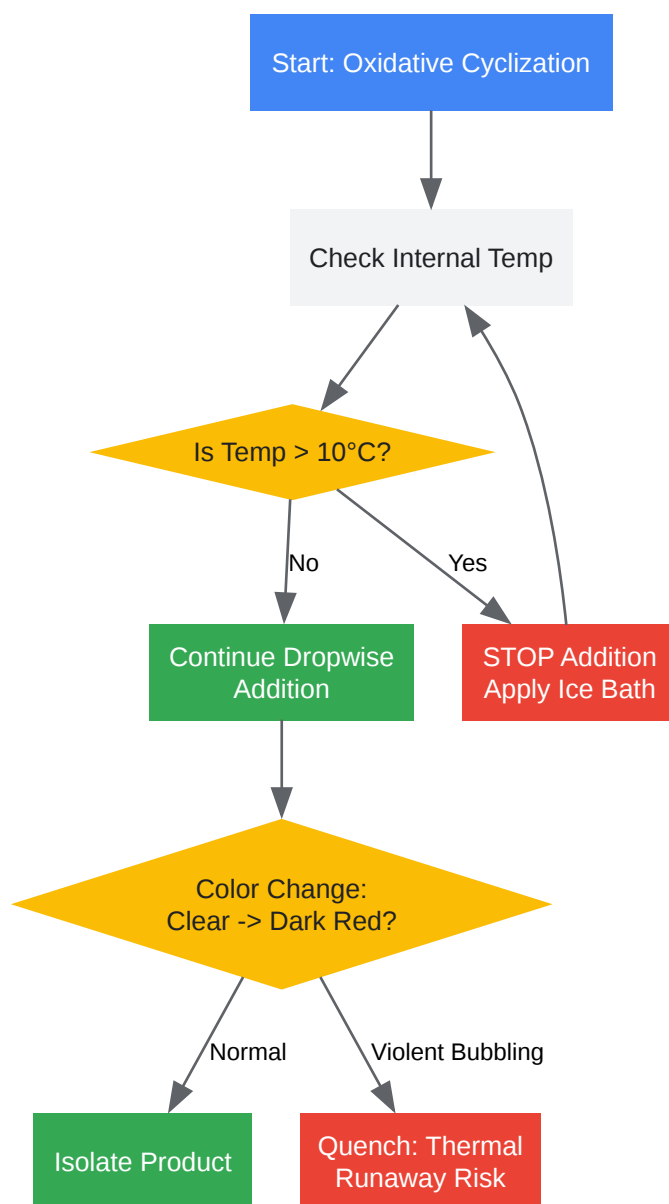 Start: Oxidative Cyclization
Check Internal Temp
Is Temp > 10°C?
No
Yes
Continue Dropwise
Addition
STOP Addition
Apply Ice Bath
Color Change:
Clear -> Dark Red?
Normal
Violent Bubbling
Isolate Product
Quench: Thermal
Runaway Risk